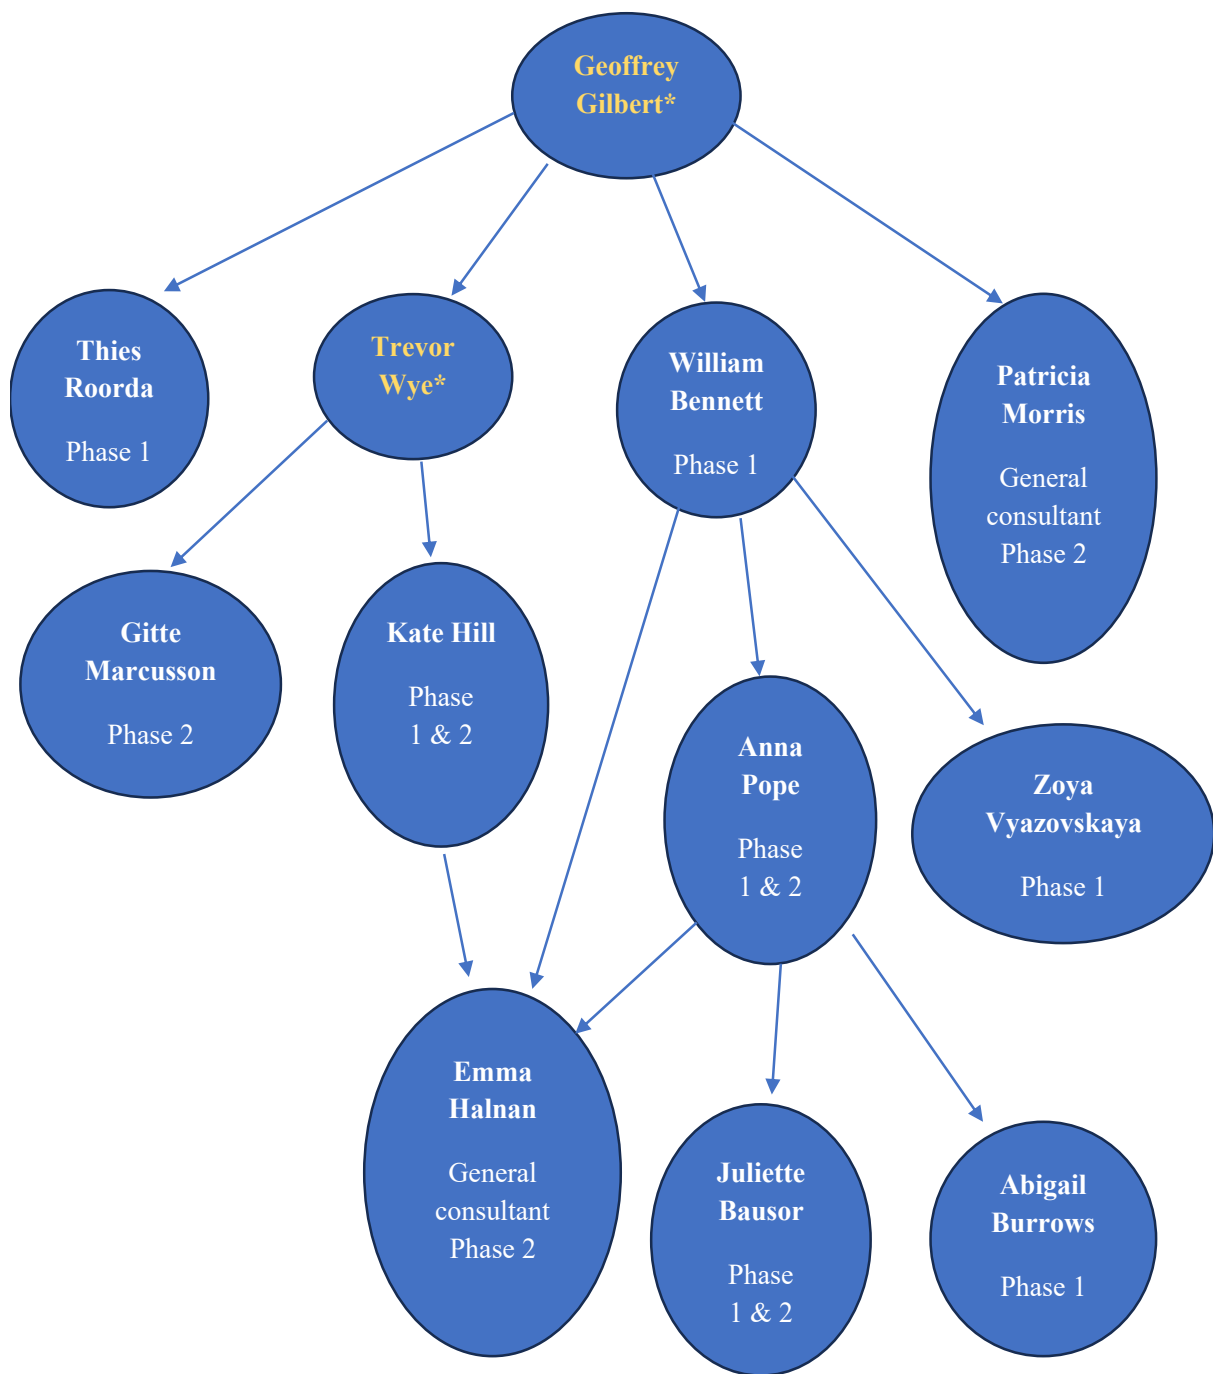 Geoffrey
Gilbert*
Thies
Roorda
Phase 1
Trevor
Wye*
William
Bennett
Phase 1
Patricia
Morris
General
consultant
Phase 2
Gitte
Marcusson
Phase 2
Kate Hill
Phase
1 & 2
Anna
Pope
Phase
1 & 2
Zoya
Vyazovskaya
Phase 1
Emma
Halnan
General
consultant
Phase 2
Juliette
Bausor
Phase
1 & 2
Abigail
Burrows
Phase 1